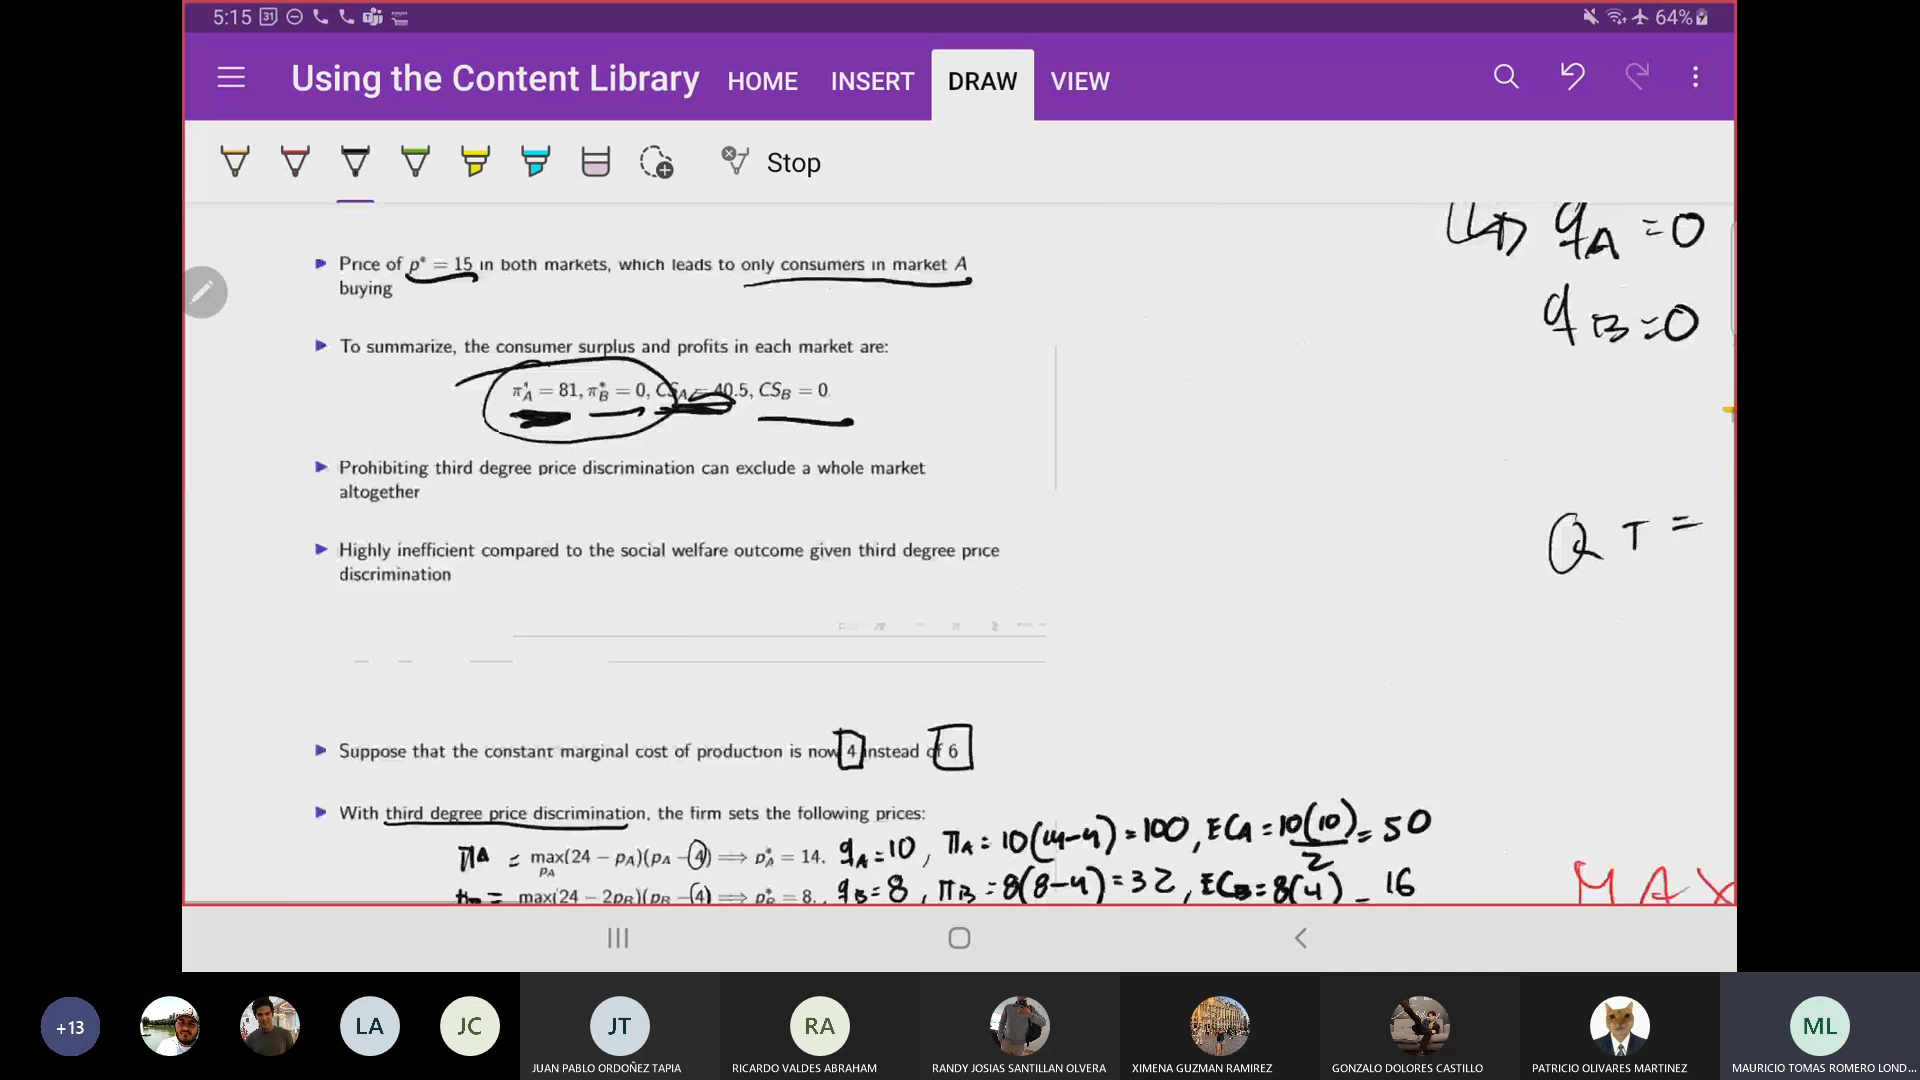 5:15 31 64%
Using the Content Library HOME INSERT DRAW VIEW
Stop
qA = 0
qB = 0
▶ Price of p* = 15 in both markets, which leads to only consumers in market A
buying
▶ To summarize, the consumer surplus and profits in each market are:
π*A = 81, π*B = 0, CSA = 40.5, CSB = 0
▶ Prohibiting third degree price discrimination can exclude a whole market
altogether
QT =
▶ Highly inefficient compared to the social welfare outcome given third degree price
discrimination
▶ Suppose that the constant marginal cost of production is now 4 instead of 6
▶ With third degree price discrimination, the firm sets the following prices:
πA = max(24 − pA)(pA − 4) ⟹ p*A = 14. qA = 10, πA = 10(14-4) = 100, ECA = 10(10)/2 = 50
pA
max(24 − 2pB)(pB − 4) ⟹ p*B = 8. qB = 8, πB = 8(8-4) = 32, ECB = 8(4) = 16
MAX
+13 LA JC JT RA ML
JUAN PABLO ORDOÑEZ TAPIA RICARDO VALDES ABRAHAM RANDY JOSIAS SANTILLAN OLVERA XIMENA GUZMAN RAMIREZ GONZALO DOLORES CASTILLO PATRICIO OLIVARES MARTINEZ MAURICIO TOMAS ROMERO LOND...